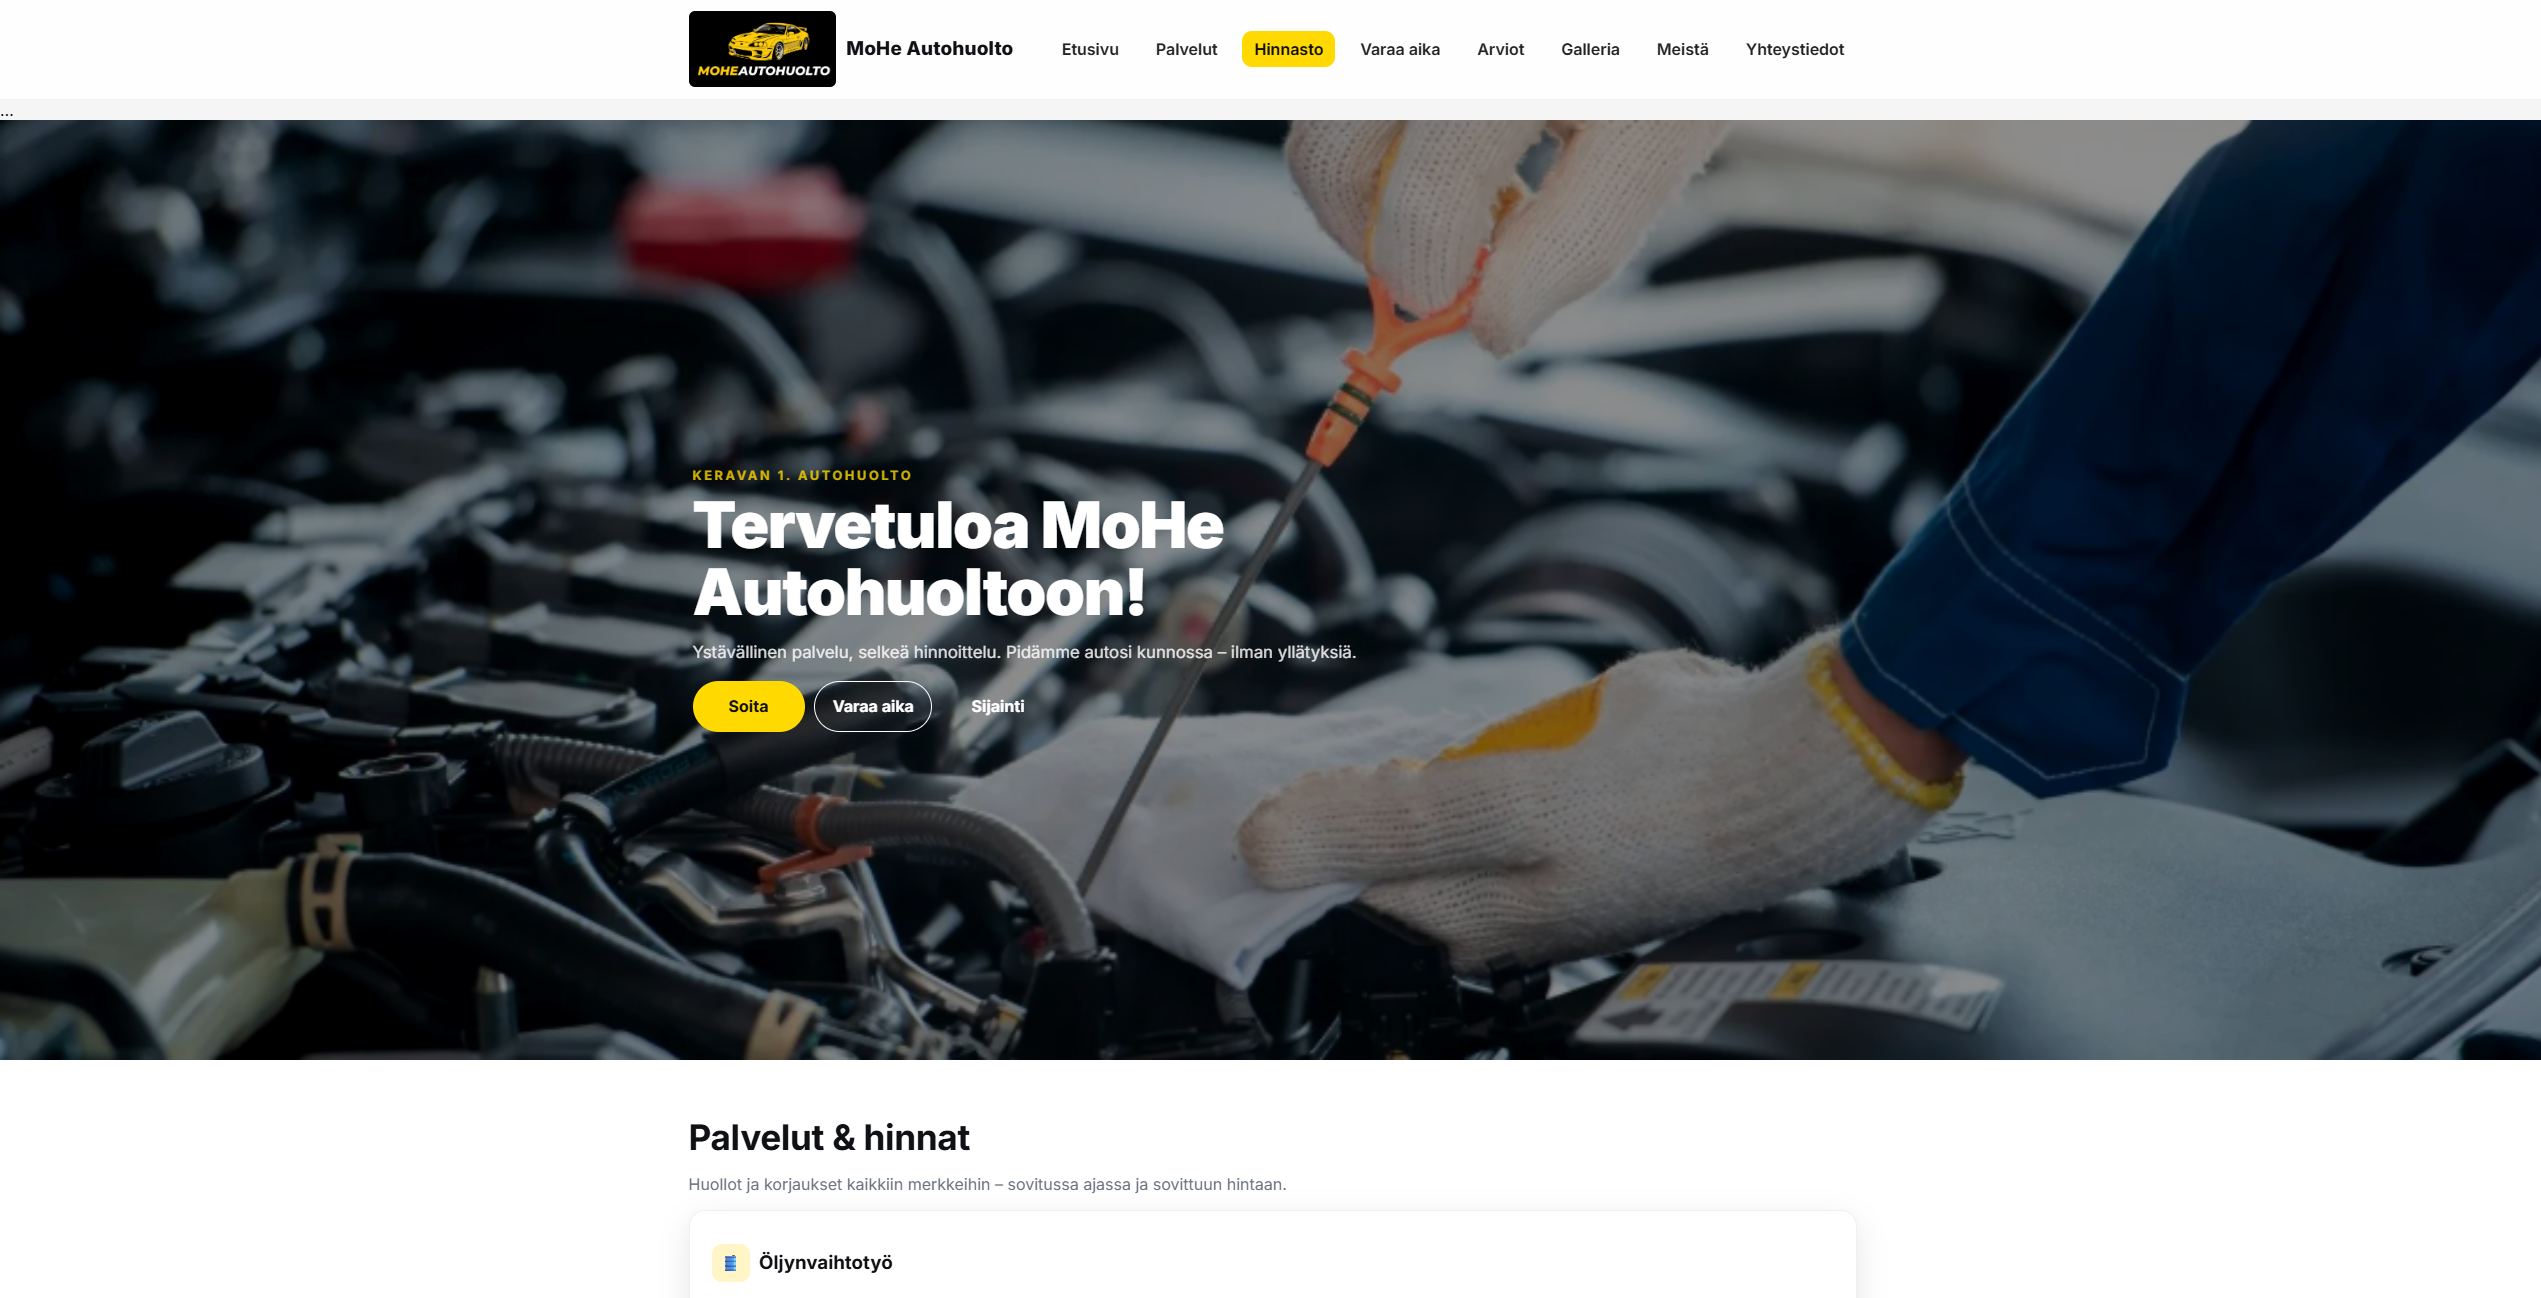 MOHEAUTOHUOLTO
MoHe Autohuolto
Etusivu
Palvelut
Hinnasto
Varaa aika
Arviot
Galleria
Meistä
Yhteystiedot
...
KERAVAN 1. AUTOHUOLTO
Tervetuloa MoHe
Autohuoltoon!
Ystävällinen palvelu, selkeä hinnoittelu. Pidämme autosi kunnossa – ilman yllätyksiä.
Soita
Varaa aika
Sijainti
Palvelut & hinnat
Huollot ja korjaukset kaikkiin merkkeihin – sovitussa ajassa ja sovittuun hintaan.
Öljynvaihtotyö